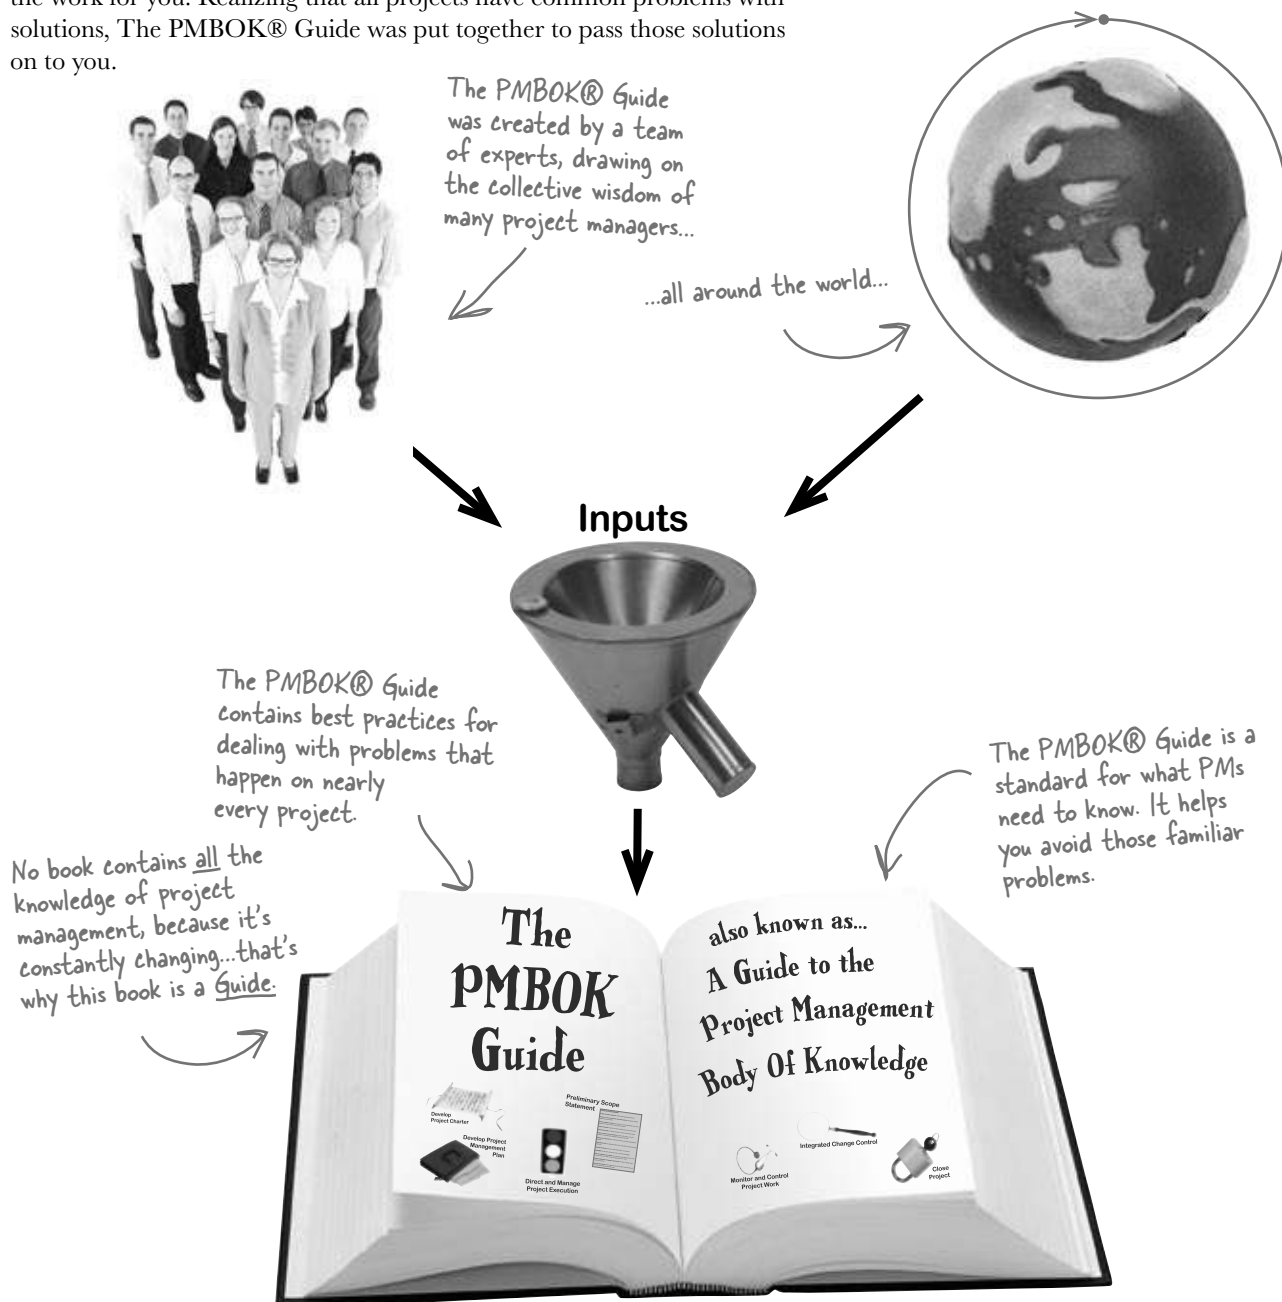 the work for you. Realizing that all projects have common problems with
solutions, The PMBOK® Guide was put together to pass those solutions
on to you.
The PMBOK® Guide
was created by a team
of experts, drawing on
the collective wisdom of
many project managers...
...all around the world...
Inputs
The PMBOK® Guide
contains best practices for
dealing with problems that
happen on nearly
every project.
The PMBOK® Guide is a
standard for what PMs
need to know. It helps
you avoid those familiar
problems.
No book contains all the
knowledge of project
management, because it's
constantly changing...that's
why this book is a Guide.
The
PMBOK
Guide
Develop
Project Charter
Preliminary Scope
Statement
Develop Project
Management
Plan
Direct and Manage
Project Execution
also known as...
A Guide to the
Project Management
Body Of Knowledge
Integrated Change Control
Monitor and Control
Project Work
Close
Project